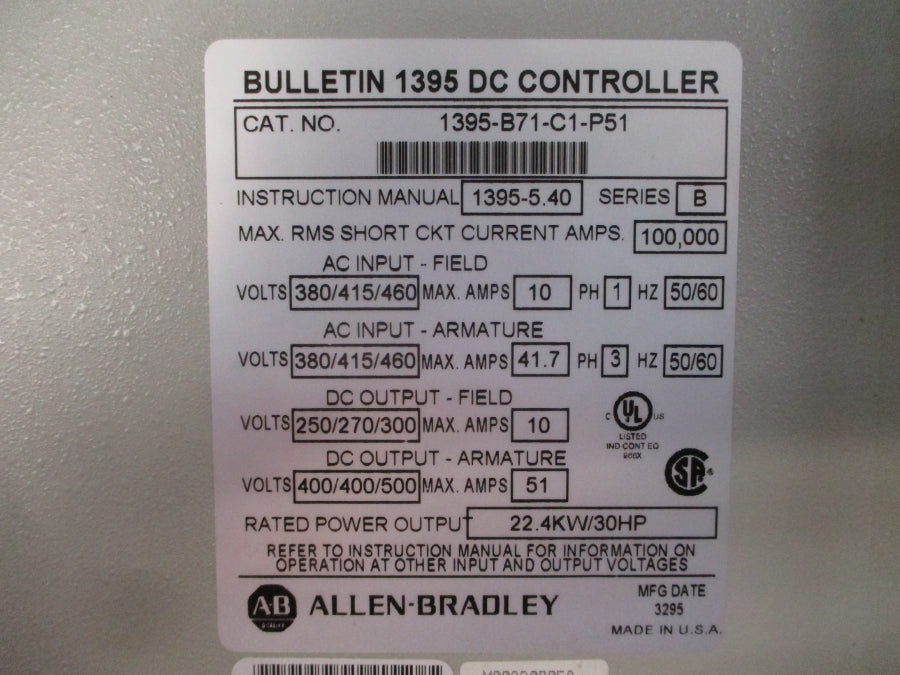 BULLETIN 1395 DC CONTROLLER
CAT. NO. 1395-B71-C1-P51
INSTRUCTION MANUAL 1395-5.40 SERIES B
MAX. RMS SHORT CKT CURRENT AMPS. 100,000
AC INPUT - FIELD
VOLTS 380/415/460 MAX. AMPS 10 PH 1 HZ 50/60
AC INPUT - ARMATURE
VOLTS 380/415/460 MAX. AMPS 41.7 PH 3 HZ 50/60
DC OUTPUT - FIELD
VOLTS 250/270/300 MAX. AMPS 10
C UL US
LISTED
IND CONT EQ
966X
DC OUTPUT - ARMATURE
VOLTS 400/400/500 MAX. AMPS 51
SA ®
RATED POWER OUTPUT 22.4KW/30HP
REFER TO INSTRUCTION MANUAL FOR INFORMATION ON
OPERATION AT OTHER INPUT AND OUTPUT VOLTAGES
A-B QUALITY ALLEN-BRADLEY
MFG DATE
3295
MADE IN U.S.A.